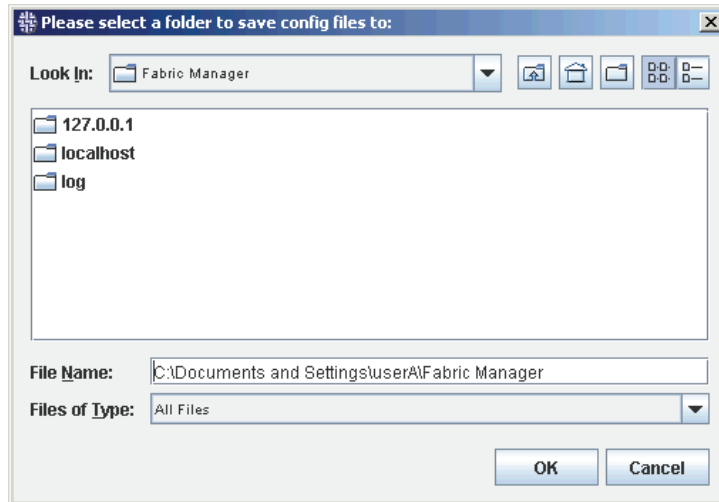 Please select a folder to save config files to:
Look In: Fabric Manager
127.0.0.1
localhost
log
File Name: C:\Documents and Settings\userA\Fabric Manager
Files of Type: All Files
OK Cancel